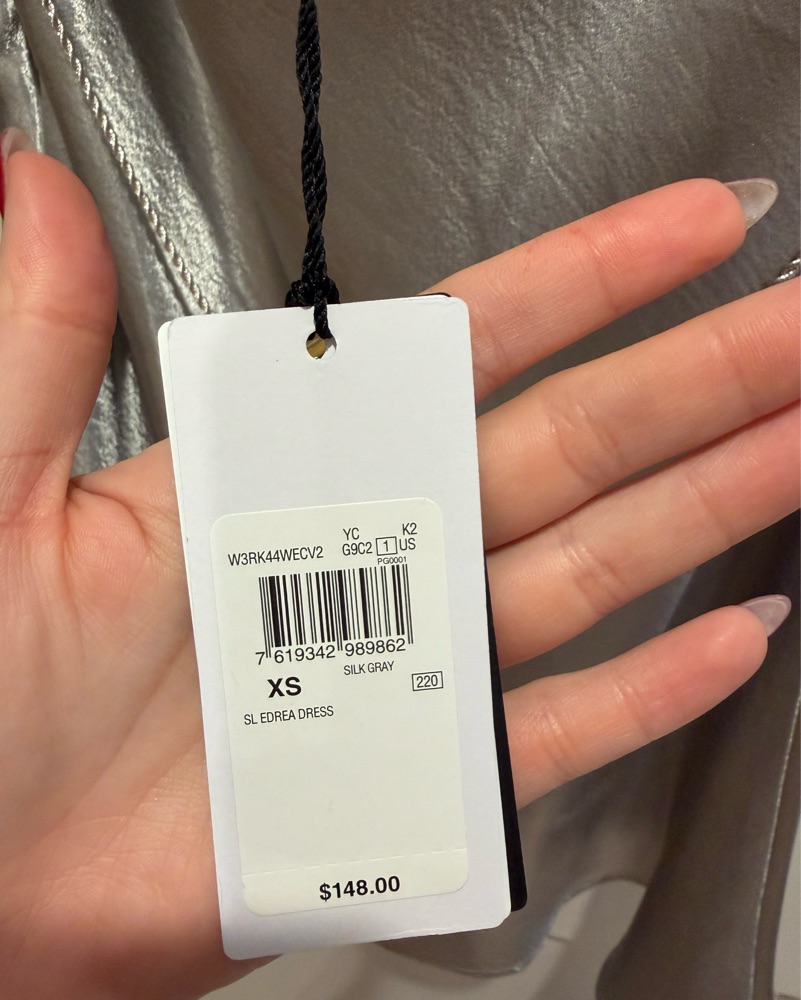 YC K2
W3RK44WECV2 G9C2 1 US
PG0001
7 619342 989862
SILK GRAY
XS 220
SL EDREA DRESS
$148.00